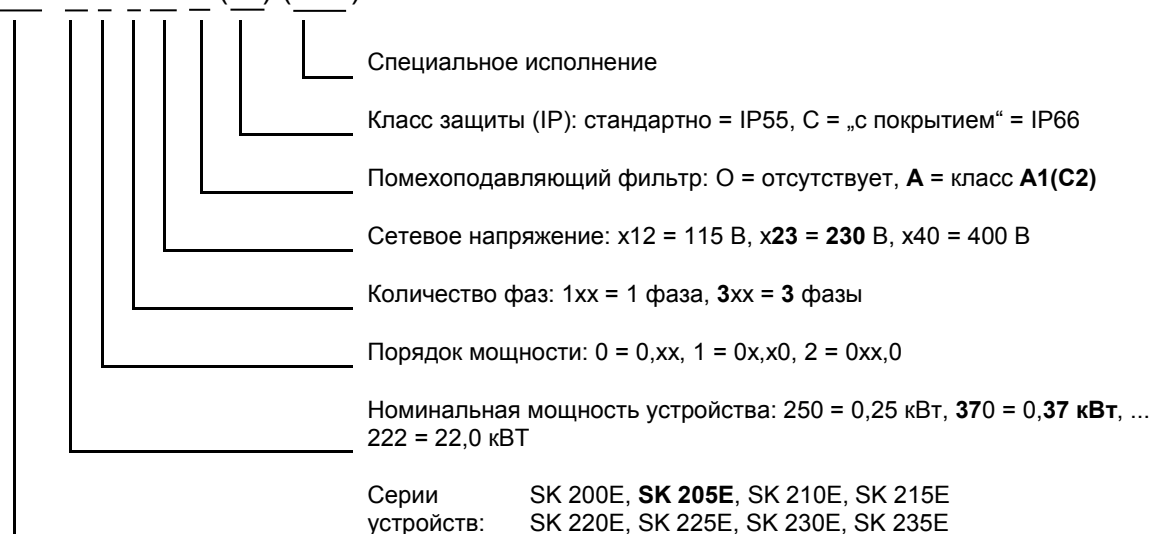 Специальное исполнение
Класс защиты (IP): стандартно = IP55, C = „с покрытием“ = IP66
Помехоподавляющий фильтр: O = отсутствует, A = класс A1(C2)
Сетевое напряжение: x12 = 115 В, x23 = 230 В, x40 = 400 В
Количество фаз: 1xx = 1 фаза, 3xx = 3 фазы
Порядок мощности: 0 = 0,xx, 1 = 0x,x0, 2 = 0xx,0
Номинальная мощность устройства: 250 = 0,25 кВт, 370 = 0,37 кВт, ...
222 = 22,0 кВТ
Серии SK 200E, SK 205E, SK 210E, SK 215E
устройств: SK 220E, SK 225E, SK 230E, SK 235E